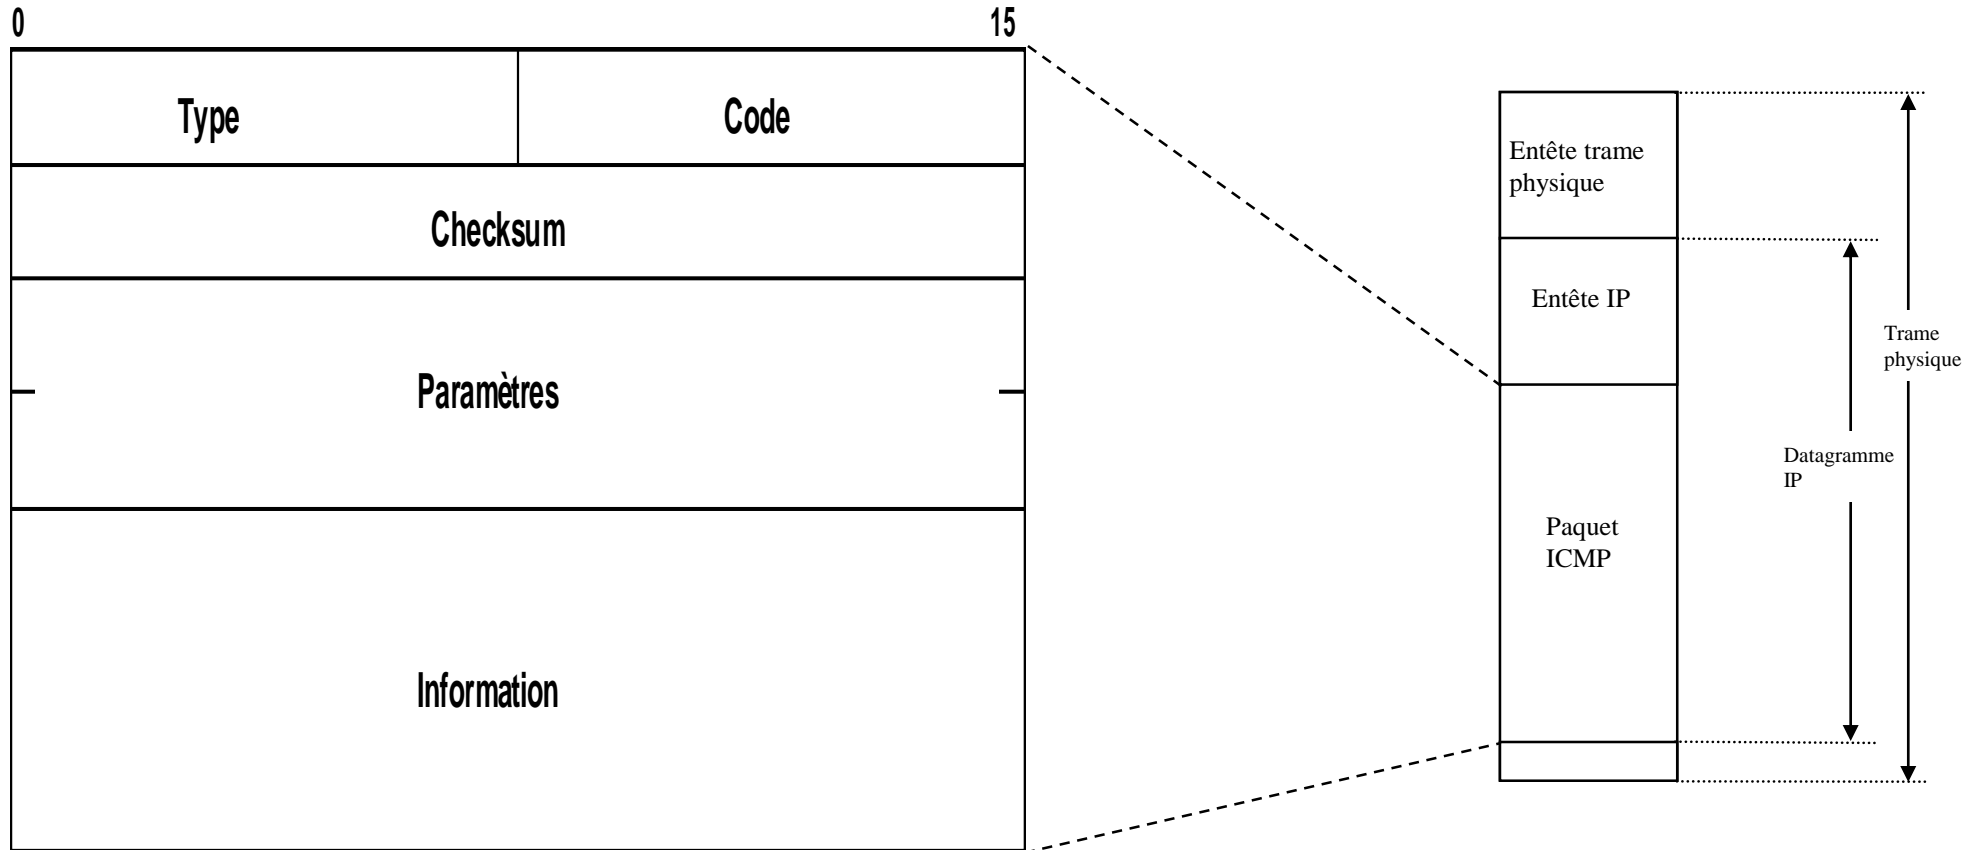 0
15
Type
Code
Checksum
Paramètres
Information
Entête trame
physique
Entête IP
Paquet
ICMP
Datagramme
IP
Trame
physique